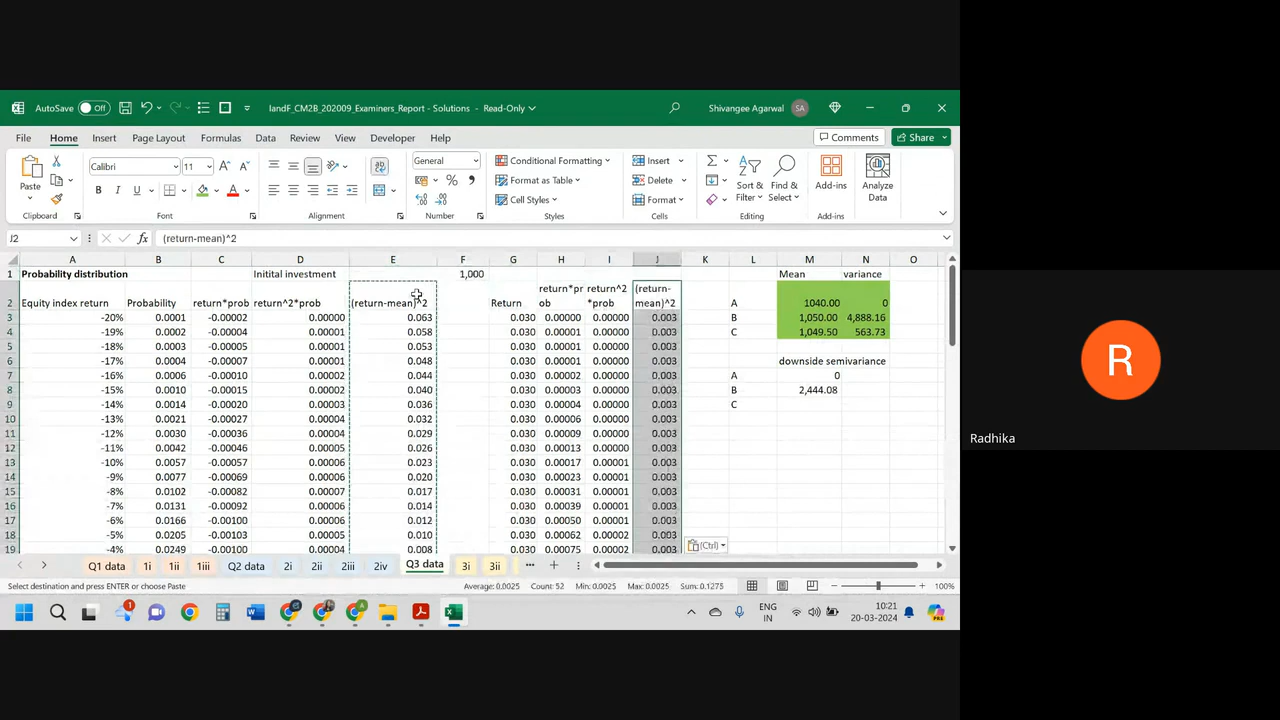 AutoSave Off IandF_CM2B_202009_Examiners_Report - Solutions - Read-Only Shivangee Agarwal SA
File Home Insert Page Layout Formulas Data Review View Developer Help Comments Share
Paste Calibri 11 General Conditional Formatting Insert
B I U Format as Table Delete Sort & Filter Find & Select Add-ins Analyze Data
Cell Styles Format
Clipboard Font Alignment Number Styles Cells Editing Add-ins
J2 fx (return-mean)^2
A B C D E F G H I J K L M N O
1 Probability distribution Initital investment 1,000 Mean variance
2 Equity index return Probability return*prob return^2*prob (return-mean)^2 Return return*prob return^2*prob (return-mean)^2 A 1040.00 0
3 -20% 0.0001 -0.00002 0.00000 0.063 0.030 0.00000 0.00000 0.003 B 1,050.00 4,888.16
4 -19% 0.0002 -0.00004 0.00001 0.058 0.030 0.00001 0.00000 0.003 C 1,049.50 563.73
5 -18% 0.0003 -0.00005 0.00001 0.053 0.030 0.00001 0.00000 0.003
6 -17% 0.0004 -0.00007 0.00001 0.048 0.030 0.00001 0.00000 0.003 downside semivariance
7 -16% 0.0006 -0.00010 0.00002 0.044 0.030 0.00002 0.00000 0.003 A 0
8 -15% 0.0010 -0.00015 0.00002 0.040 0.030 0.00003 0.00000 0.003 B 2,444.08
9 -14% 0.0014 -0.00020 0.00003 0.036 0.030 0.00004 0.00000 0.003 C
10 -13% 0.0021 -0.00027 0.00004 0.032 0.030 0.00006 0.00000 0.003
11 -12% 0.0030 -0.00036 0.00004 0.029 0.030 0.00009 0.00000 0.003
12 -11% 0.0042 -0.00046 0.00005 0.026 0.030 0.00013 0.00000 0.003
13 -10% 0.0057 -0.00057 0.00006 0.023 0.030 0.00017 0.00001 0.003
14 -9% 0.0077 -0.00069 0.00006 0.020 0.030 0.00023 0.00001 0.003
15 -8% 0.0102 -0.00082 0.00007 0.017 0.030 0.00031 0.00001 0.003
16 -7% 0.0131 -0.00092 0.00006 0.014 0.030 0.00039 0.00001 0.003
17 -6% 0.0166 -0.00100 0.00006 0.012 0.030 0.00050 0.00001 0.003
18 -5% 0.0205 -0.00103 0.00005 0.010 0.030 0.00062 0.00002 0.003
19 -4% 0.0249 -0.00100 0.00004 0.008 0.030 0.00075 0.00002 0.003
(Ctrl)
Q1 data 1i 1ii 1iii Q2 data 2i 2ii 2iii 2iv Q3 data 3i 3ii
Select destination and press ENTER or choose Paste Average: 0.0025 Count: 52 Min: 0.0025 Max: 0.0025 Sum: 0.1275 100%
ENG IN 10:21 20-03-2024
R
Radhika